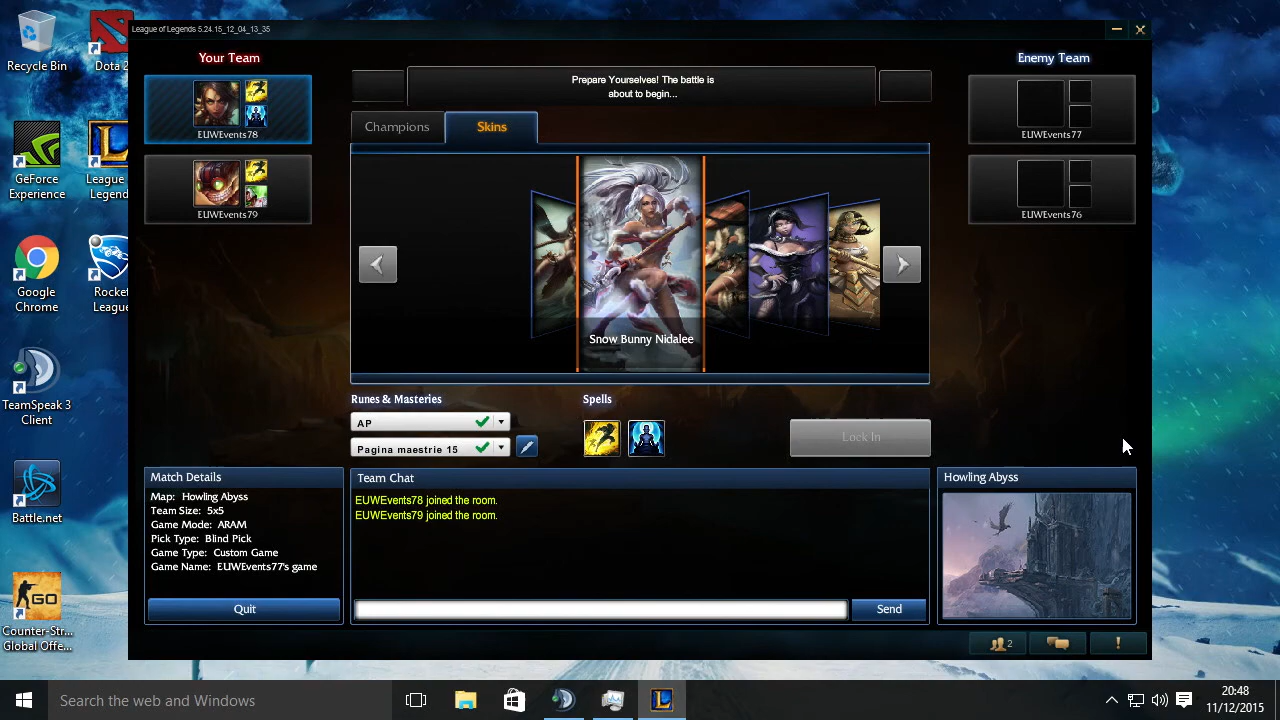 League of Legends 5.24.15_12_04_13_35
Recycle Bin
Dota 2
GeForce
Experience
League
Legend
Google
Chrome
Rocke
League
TeamSpeak 3
Client
Battle.net
GO
Counter-Str...
Global Offe...
Your Team
EUWEvents78
EUWEvents79
Prepare Yourselves! The battle is
about to begin...
Enemy Team
EUWEvents77
EUWEvents76
Champions
Skins
Snow Bunny Nidalee
Runes & Masteries
AP
Pagina maestrie 15
Spells
Lock In
Match Details
Map: Howling Abyss
Team Size: 5x5
Game Mode: ARAM
Pick Type: Blind Pick
Game Type: Custom Game
Game Name: EUWEvents77's game
Quit
Team Chat
EUWEvents78 joined the room.
EUWEvents79 joined the room.
Send
Howling Abyss
2
Search the web and Windows
20:48
11/12/2015